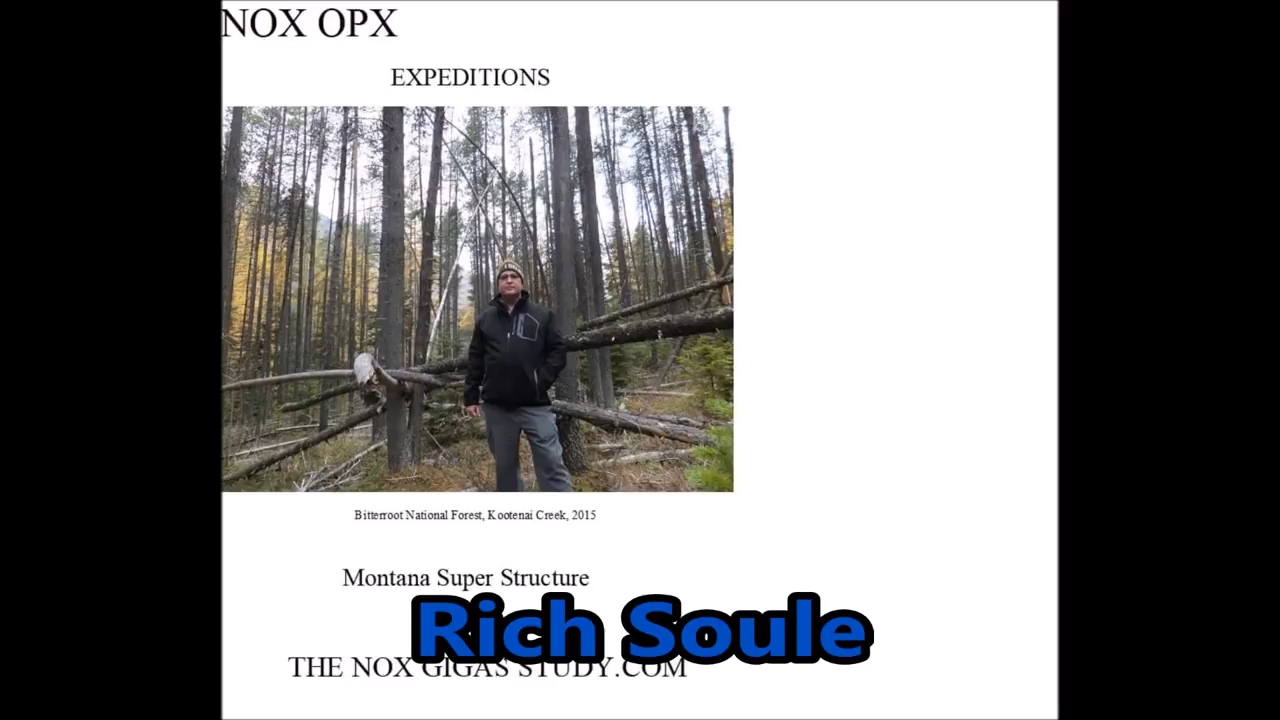 NOX OPX
EXPEDITIONS
Bitterroot National Forest, Kootenai Creek, 2015
Montana Super Structure
Rich Soule
THE NOX GIGAS STUDY.COM